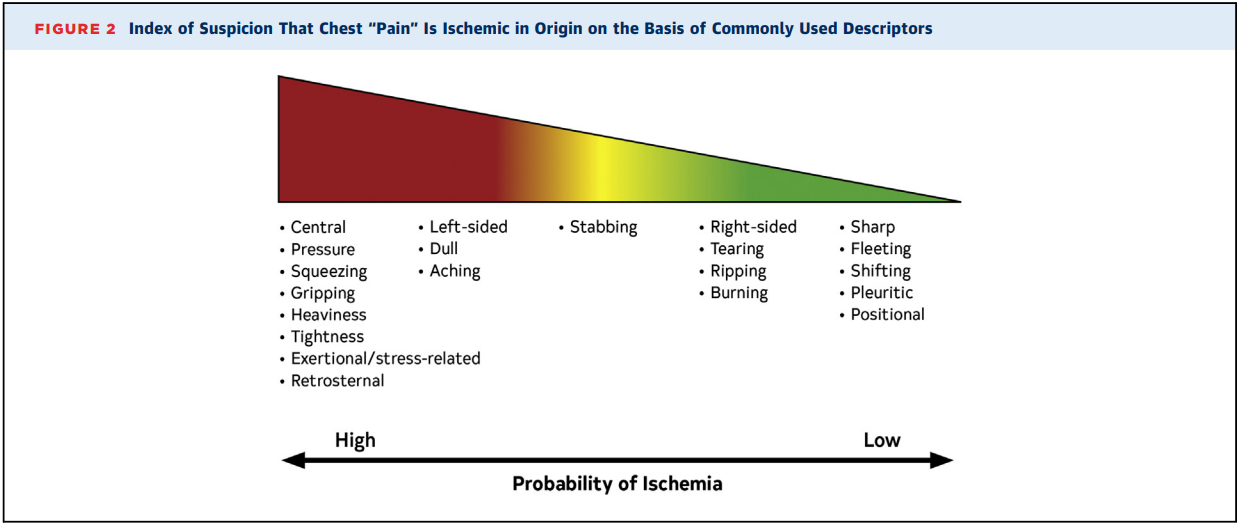 FIGURE 2 Index of Suspicion That Chest “Pain” Is Ischemic in Origin on the Basis of Commonly Used Descriptors
• Central
• Pressure
• Squeezing
• Gripping
• Heaviness
• Tightness
• Exertional/stress-related
• Retrosternal
• Left-sided
• Dull
• Aching
• Stabbing
• Right-sided
• Tearing
• Ripping
• Burning
• Sharp
• Fleeting
• Shifting
• Pleuritic
• Positional
High
Low
Probability of Ischemia